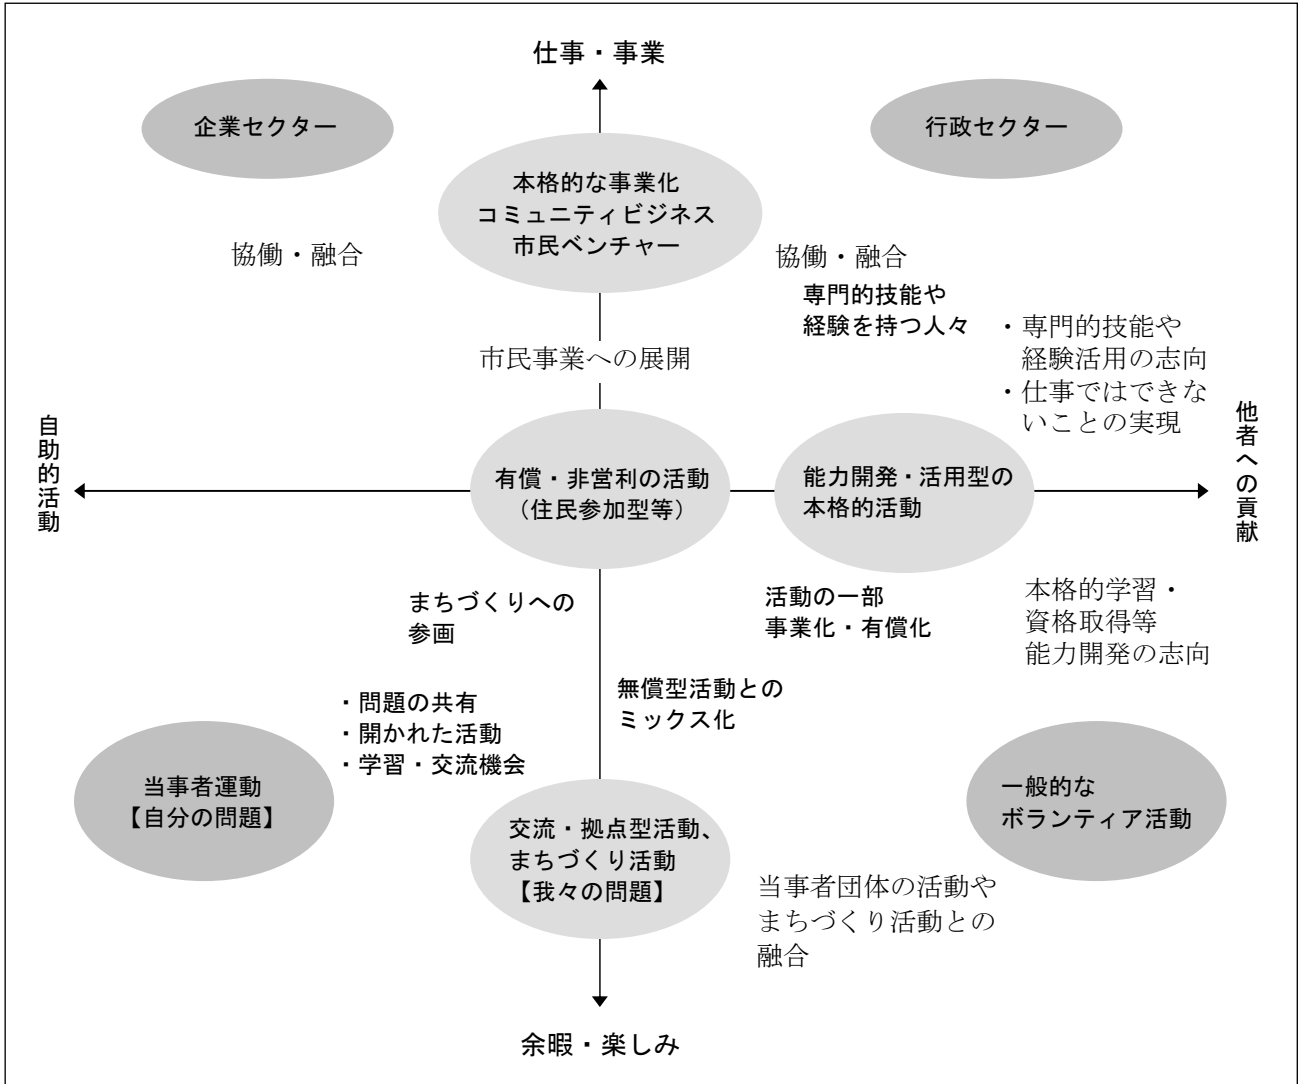 仕事・事業
企業セクター
行政セクター
本格的な事業化
コミュニティビジネス
市民ベンチャー
協働・融合
協働・融合
専門的技能や
経験を持つ人々
・専門的技能や
経験活用の志向
・仕事ではできな
いことの実現
市民事業への展開
自助的活動
有償・非営利の活動
（住民参加型等）
能力開発・活用型の
本格的活動
他者への貢献
まちづくりへの
参画
活動の一部
事業化・有償化
本格的学習・
資格取得等
能力開発の志向
無償型活動との
ミックス化
・問題の共有
・開かれた活動
・学習・交流機会
当事者運動
【自分の問題】
一般的な
ボランティア活動
交流・拠点型活動、
まちづくり活動
【我々の問題】
当事者団体の活動や
まちづくり活動との
融合
余暇・楽しみ